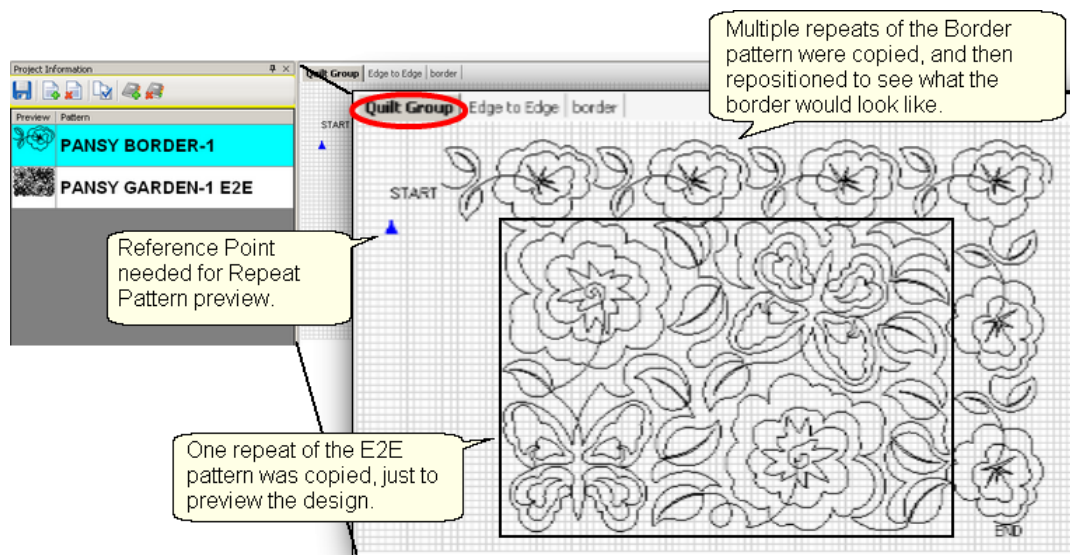 Multiple repeats of the Border
pattern were copied, and then
repositioned to see what the
border would look like.
Project Information
Quilt Group Edge to Edge border
Quilt Group Edge to Edge border
Preview Pattern
START
PANSY BORDER-1
PANSY GARDEN-1 E2E
START
Reference Point
needed for Repeat
Pattern preview.
One repeat of the E2E
pattern was copied, just to
preview the design.
END